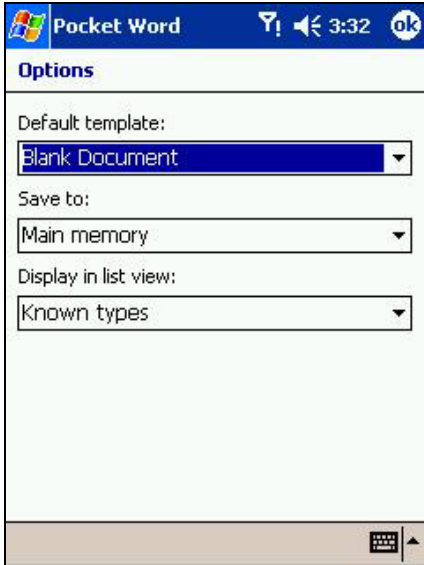 Pocket Word 3:32 ok
Options
Default template:
Blank Document
Save to:
Main memory
Display in list view:
Known types